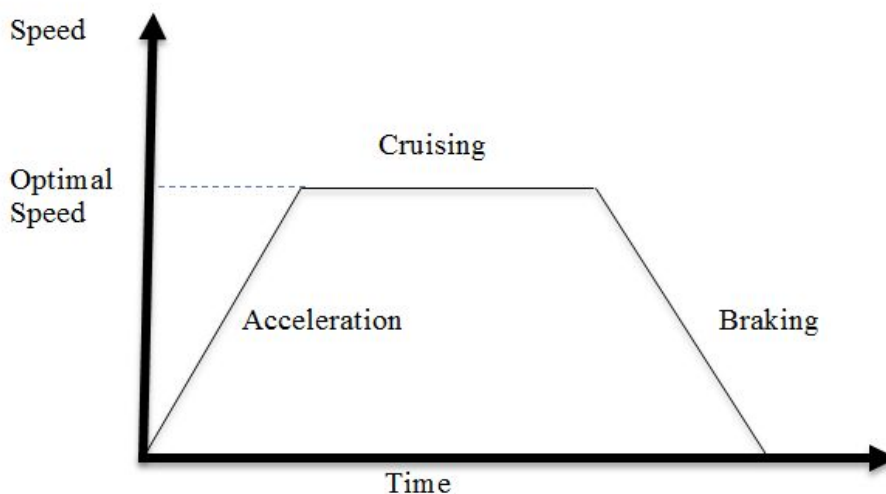 Speed
Cruising
Optimal
Speed
Acceleration
Braking
Time